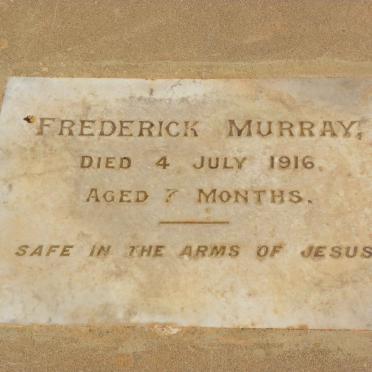 FREDERICK MURRAY,
DIED 4 JULY 1916.
AGED 7 MONTHS.
SAFE IN THE ARMS OF JESUS